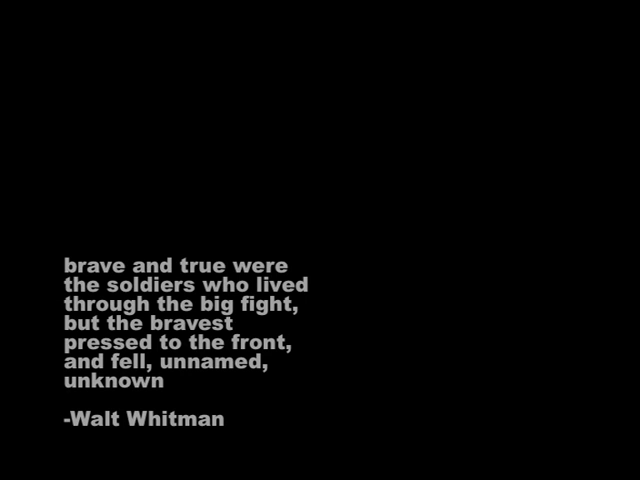 brave and true were
the soldiers who lived
through the big fight,
but the bravest
pressed to the front,
and fell, unnamed,
unknown
-Walt Whitman